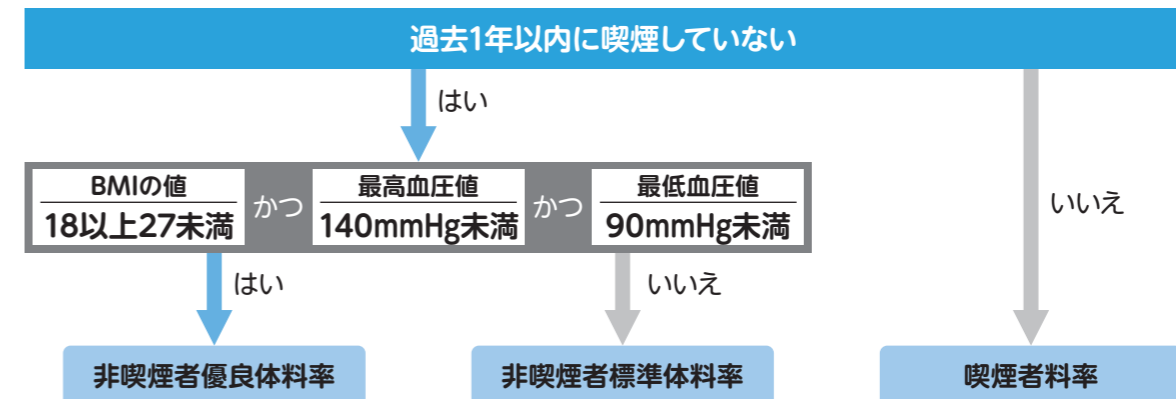 過去1年以内に喫煙していない
はい
いいえ
BMIの値
18以上27未満
かつ
最高血圧値
140mmHg未満
かつ
最低血圧値
90mmHg未満
はい
いいえ
非喫煙者優良体料率
非喫煙者標準体料率
喫煙者料率